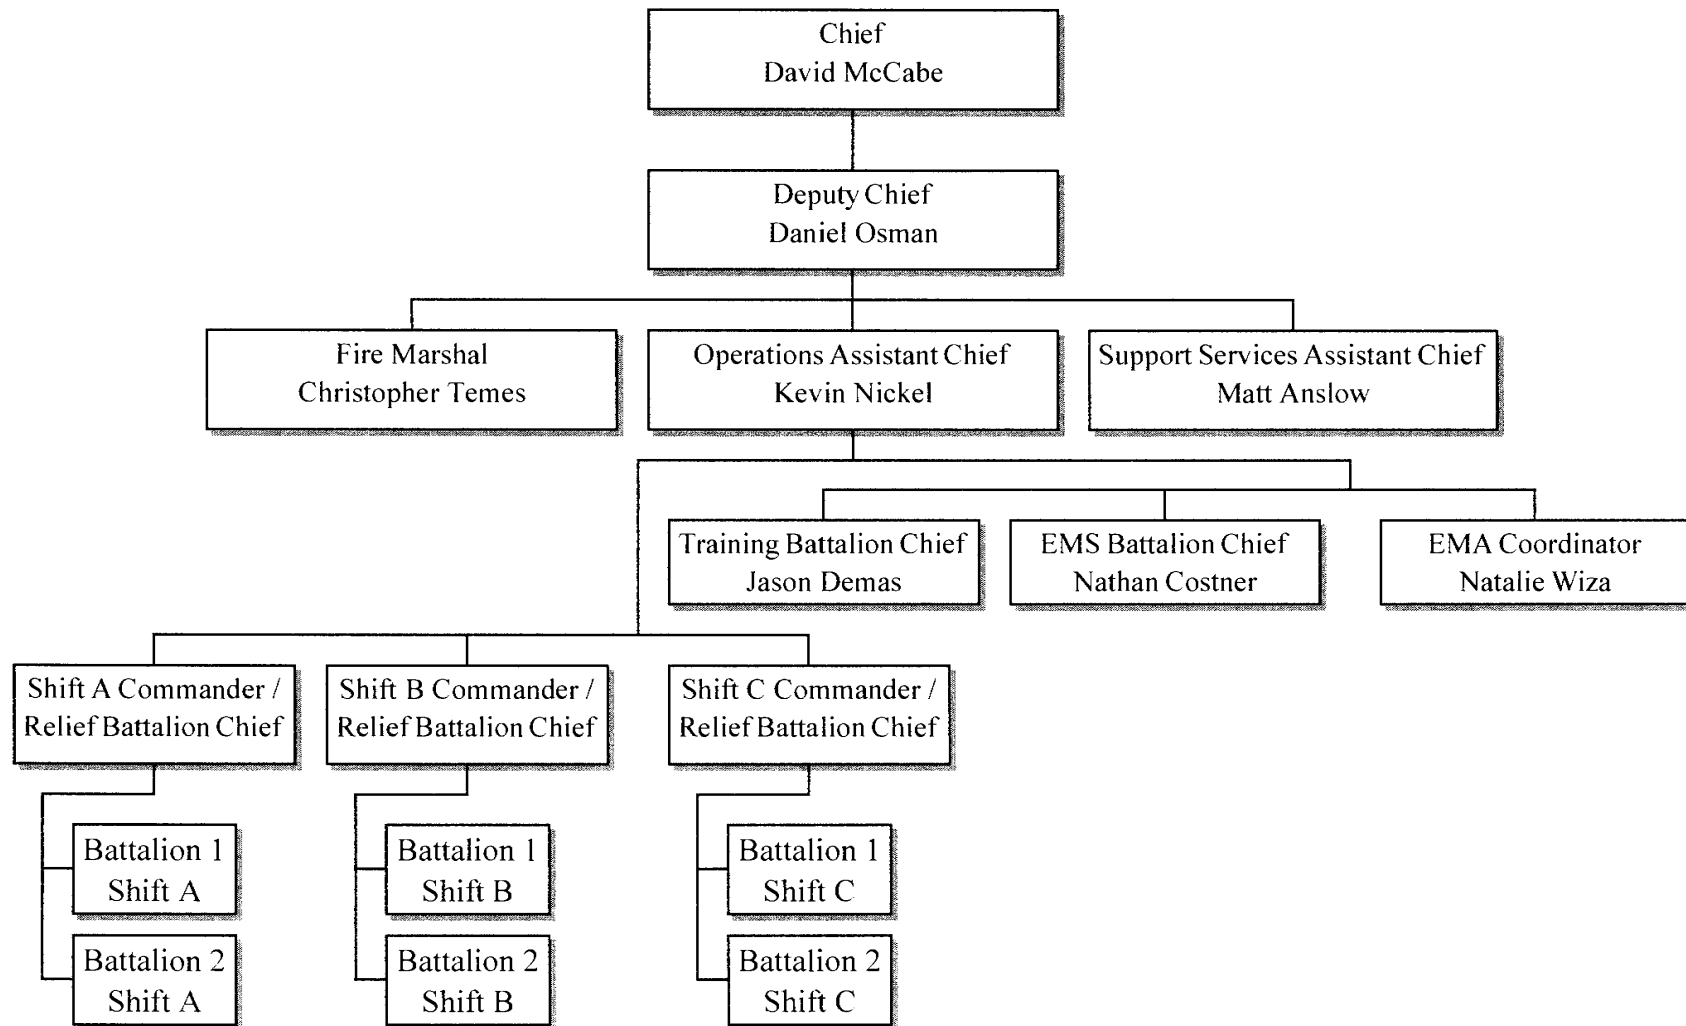 Chief
David McCabe
Deputy Chief
Daniel Osman
Fire Marshal
Christopher Temes
Operations Assistant Chief
Kevin Nickel
Support Services Assistant Chief
Matt Anslow
Training Battalion Chief
Jason Demas
EMS Battalion Chief
Nathan Costner
EMA Coordinator
Natalie Wiza
Shift A Commander /
Relief Battalion Chief
Shift B Commander /
Relief Battalion Chief
Shift C Commander /
Relief Battalion Chief
Battalion 1
Shift A
Battalion 2
Shift A
Battalion 1
Shift B
Battalion 2
Shift B
Battalion 1
Shift C
Battalion 2
Shift C